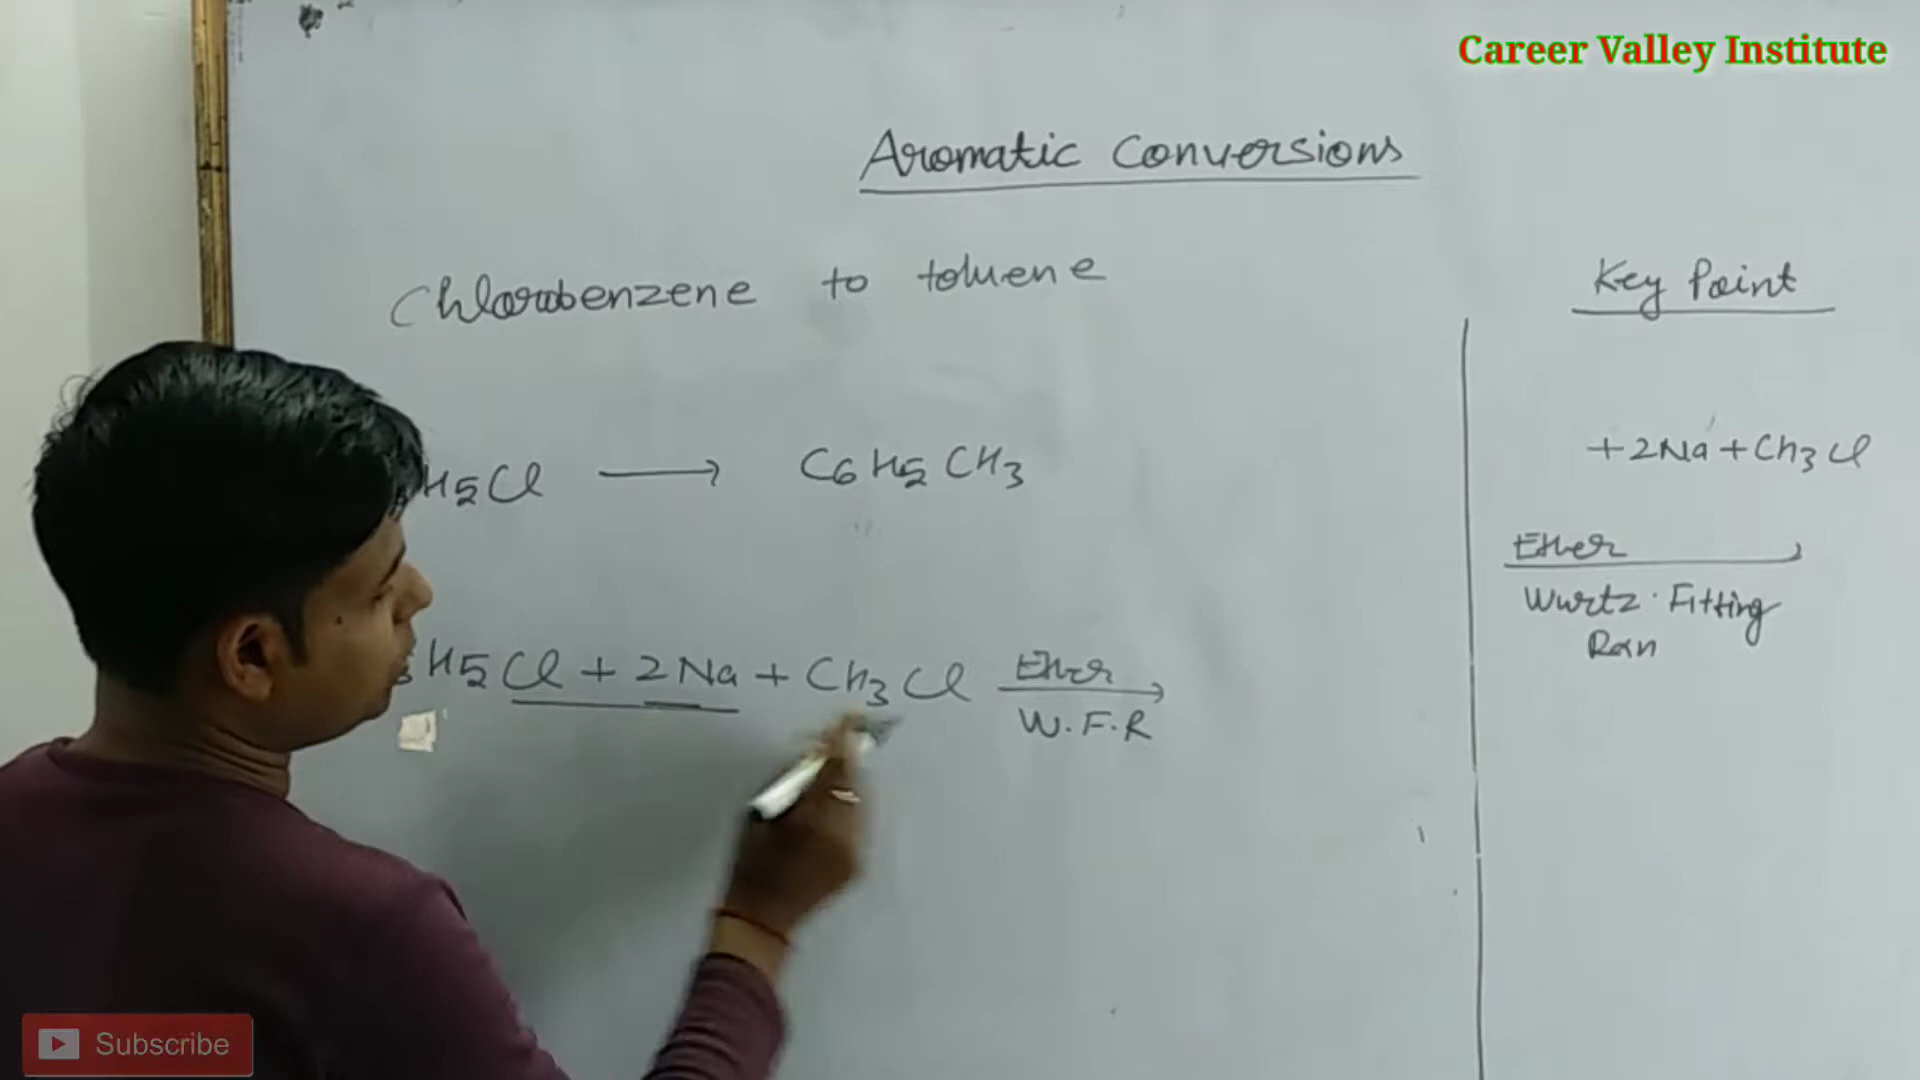 Career Valley Institute
Aromatic Conversions
Chlorobenzene to toluene
Key Point
H5Cl ⟶ C6H5CH3
+2Na+CH3Cl
Ether
Wurtz-Fitting
Rxn
H5Cl + 2Na + CH3Cl Ether →
W.F.R
Subscribe